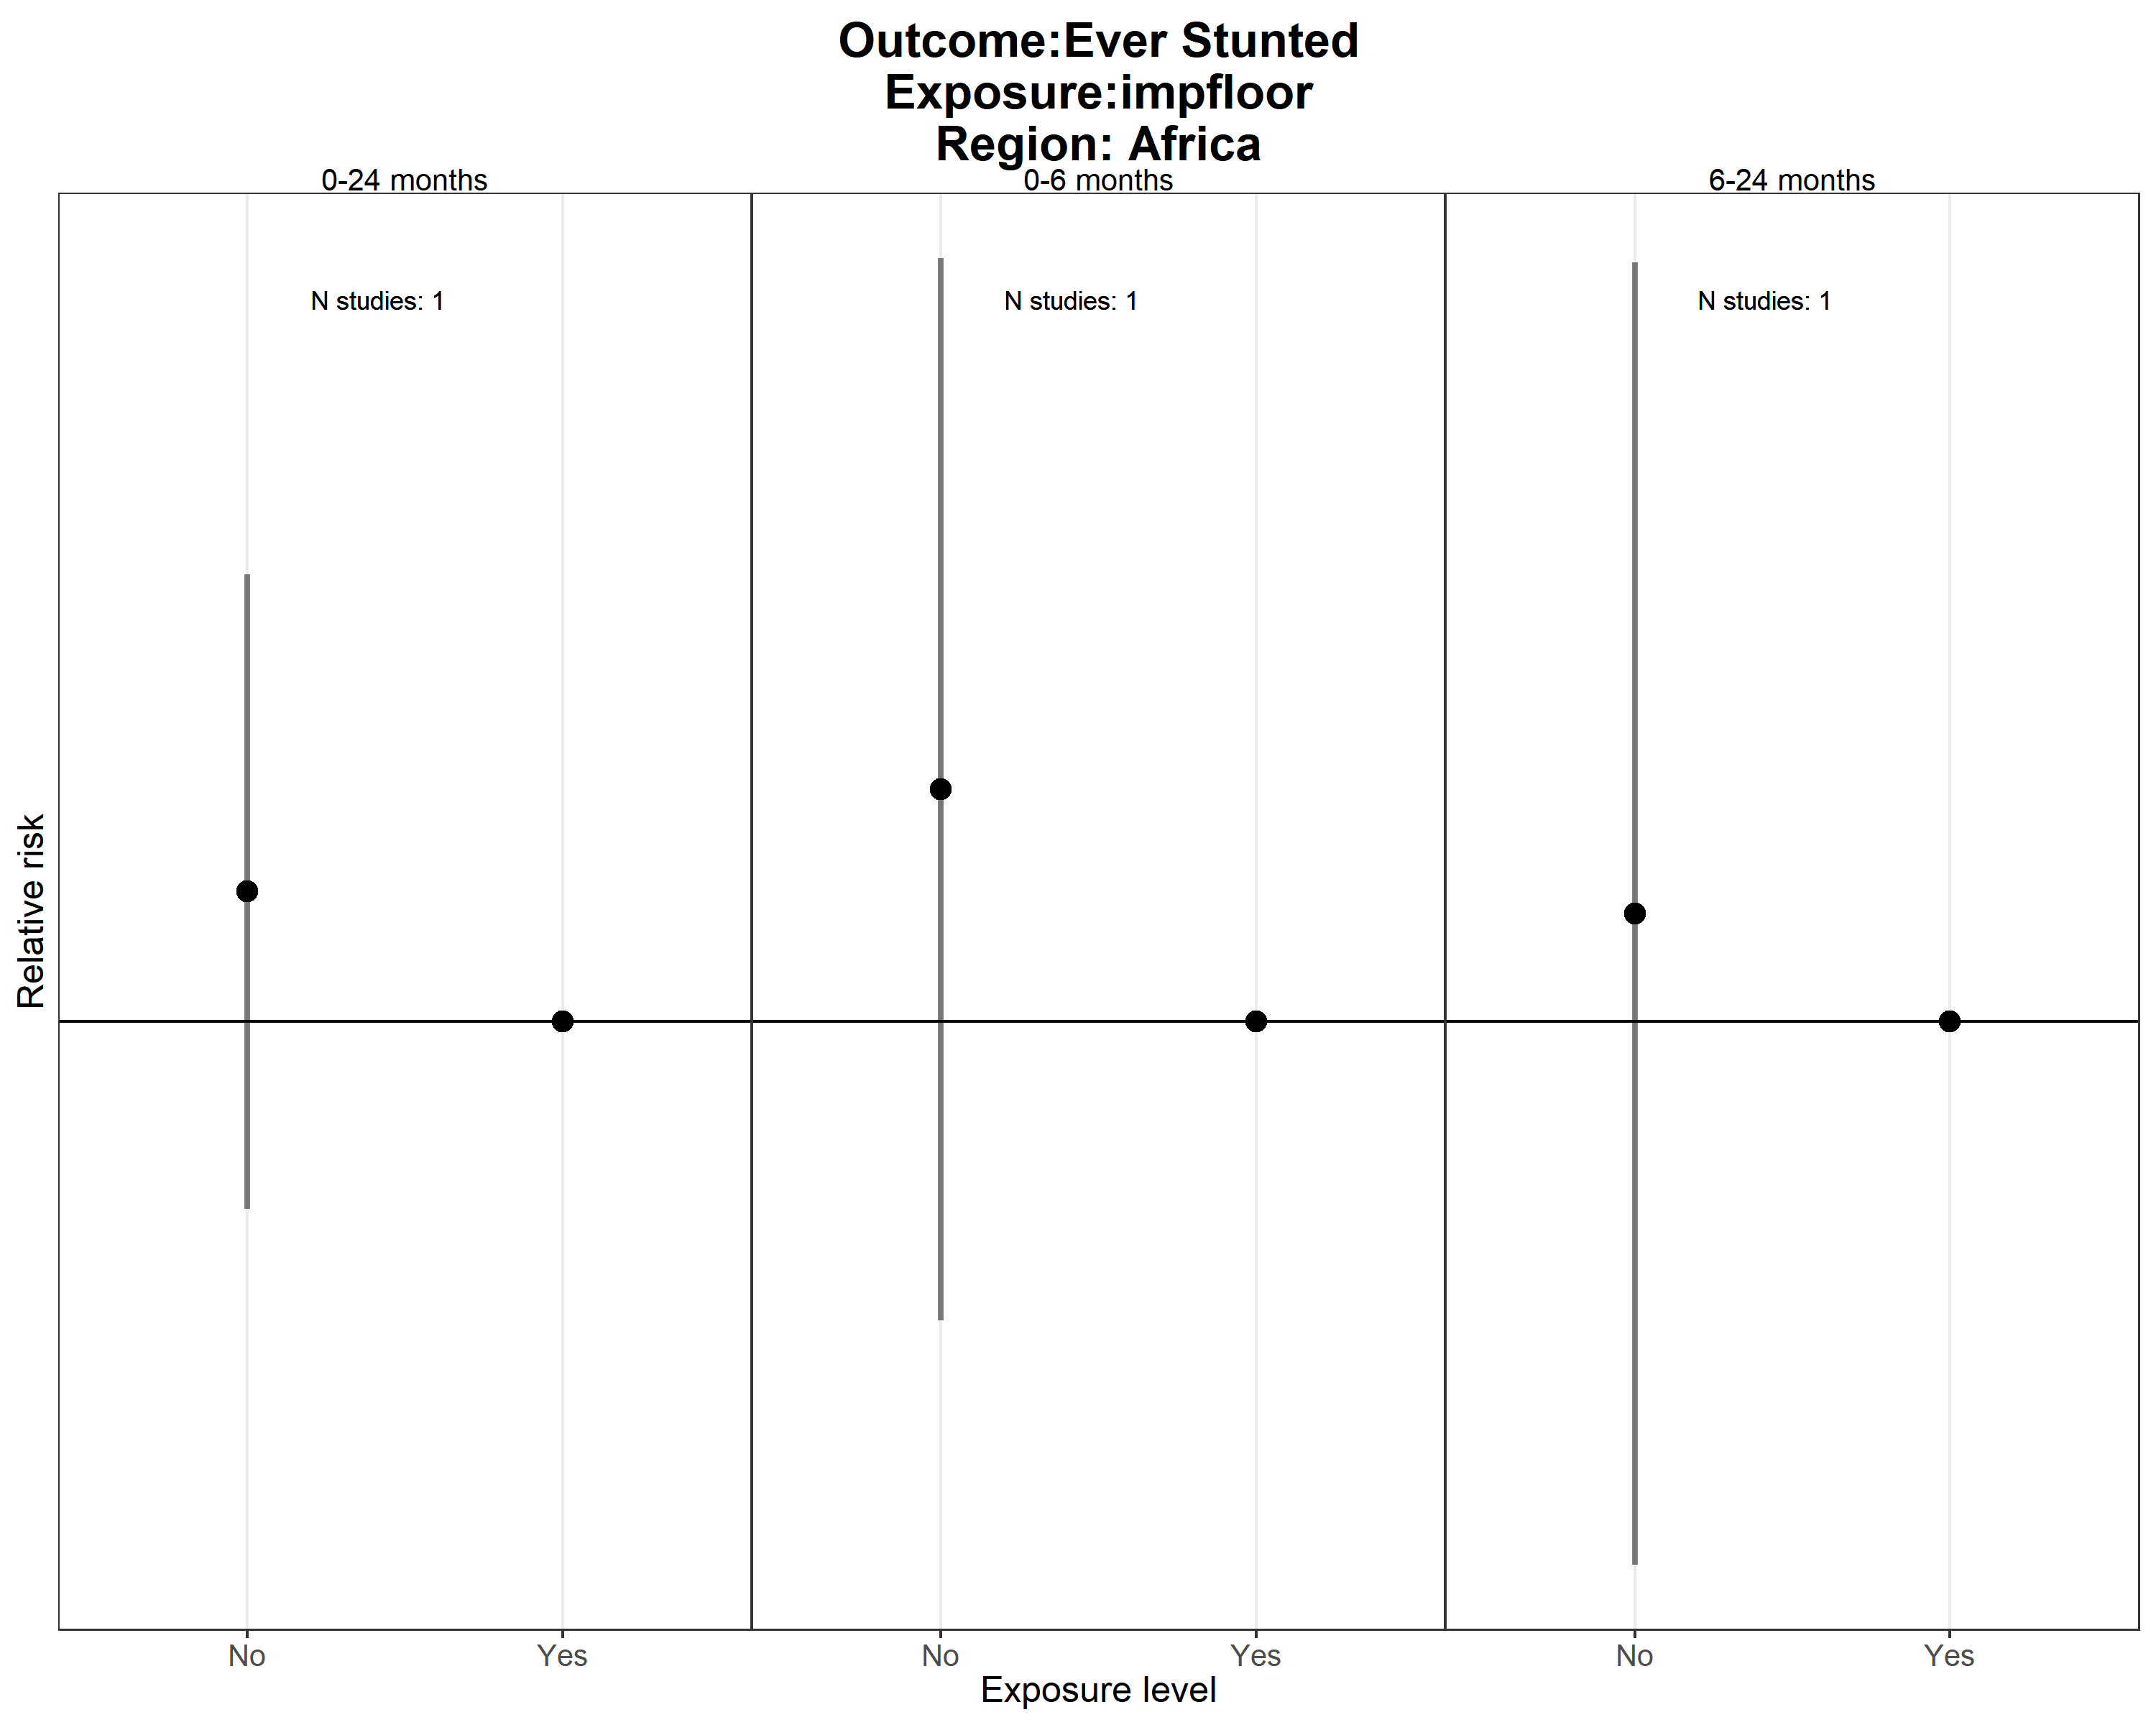 Outcome:Ever Stunted
Exposure:impfloor
Region: Africa
0-24 months
0-6 months
6-24 months
N studies: 1
N studies: 1
N studies: 1
Relative risk
No
Yes
No
Yes
No
Yes
Exposure level